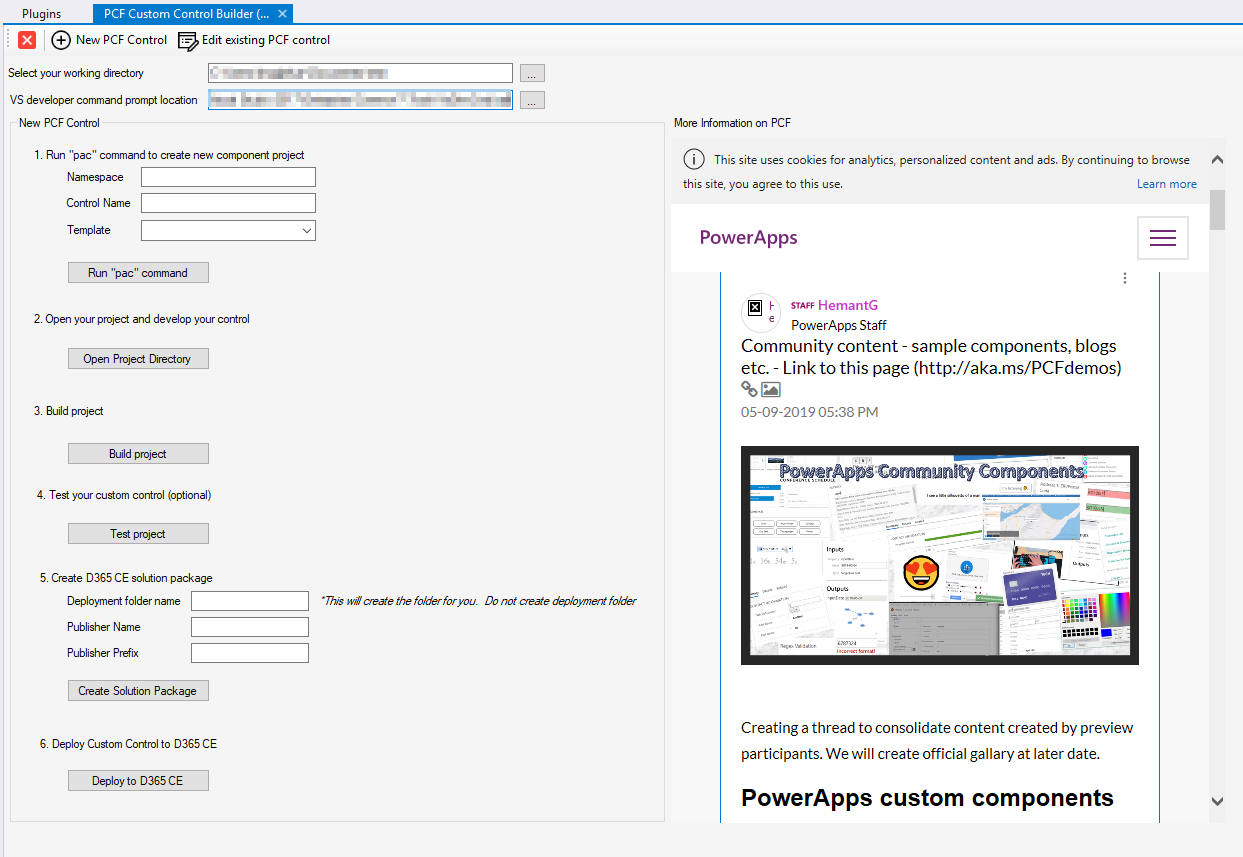 Plugins
PCF Custom Control Builder (...
New PCF Control
Edit existing PCF control
Select your working directory
...
VS developer command prompt location
...
New PCF Control
1. Run "pac" command to create new component project
Namespace
Control Name
Template
Run "pac" command
2. Open your project and develop your control
Open Project Directory
3. Build project
Build project
4. Test your custom control (optional)
Test project
5. Create D365 CE solution package
Deployment folder name
*This will create the folder for you. Do not create deployment folder
Publisher Name
Publisher Prefix
Create Solution Package
6. Deploy Custom Control to D365 CE
Deploy to D365 CE
More Information on PCF
This site uses cookies for analytics, personalized content and ads. By continuing to browse
this site, you agree to this use.
Learn more
PowerApps
H
e
STAFF HemantG
PowerApps Staff
Community content - sample components, blogs
etc. - Link to this page (http://aka.ms/PCFdemos)
05-09-2019 05:38 PM
PowerApps Community Components
CONFERENCE SCHEDULE
Inputs
Outputs
Outputs
Regex Validation
Incorrect format!
Creating a thread to consolidate content created by preview
participants. We will create official gallary at later date.
PowerApps custom components